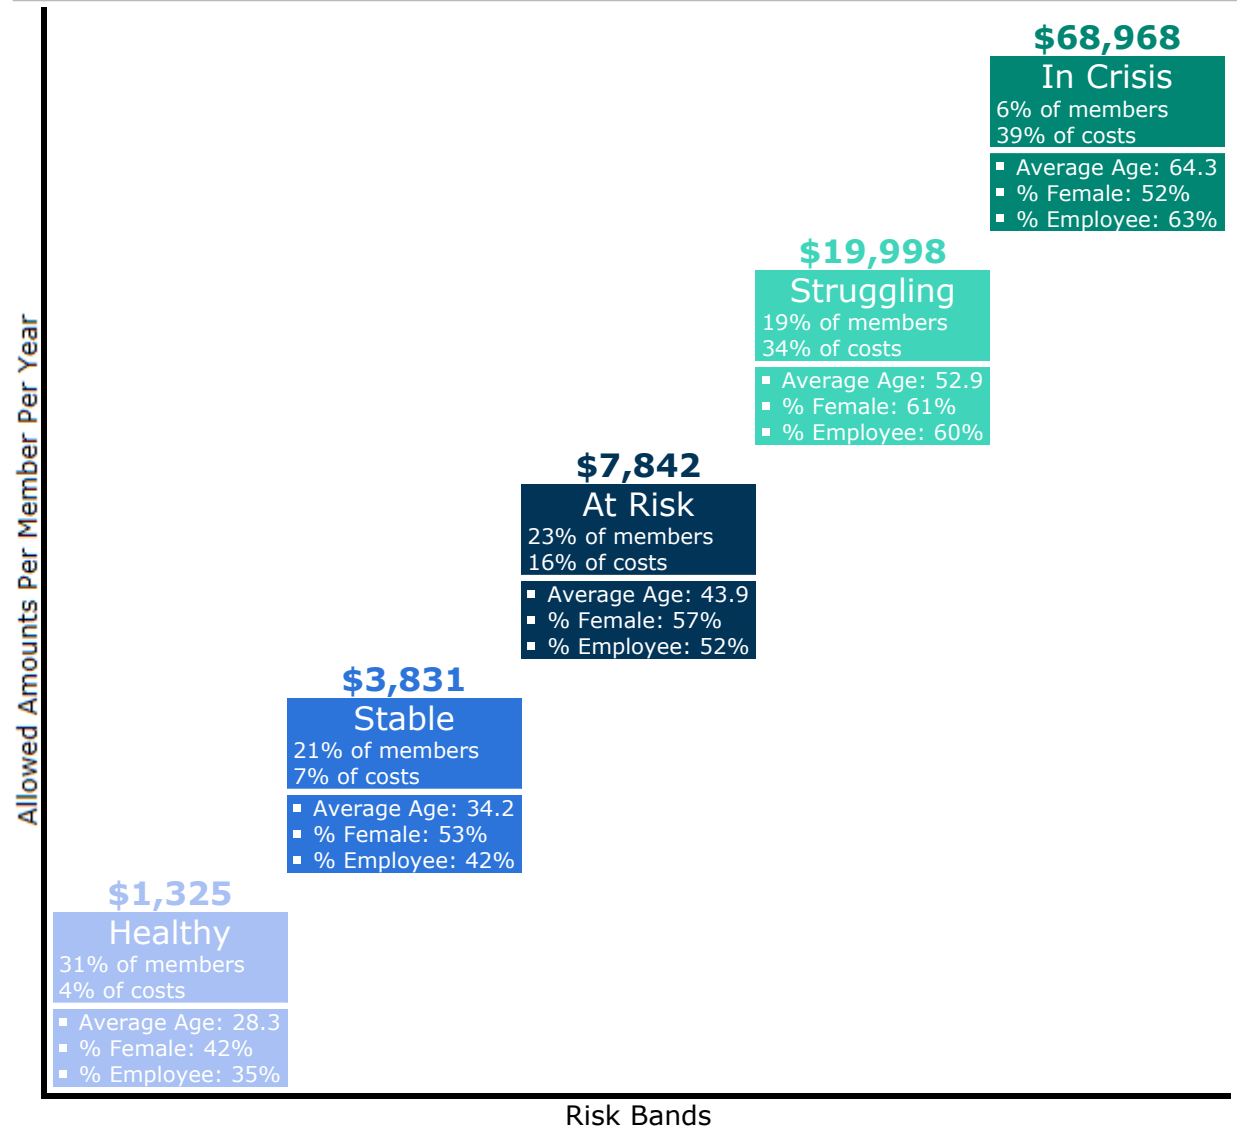 $68,968
In Crisis
6% of members
39% of costs
Average Age: 64.3
% Female: 52%
% Employee: 63%
$19,998
Struggling
19% of members
34% of costs
Average Age: 52.9
% Female: 61%
% Employee: 60%
$7,842
At Risk
23% of members
16% of costs
Average Age: 43.9
% Female: 57%
% Employee: 52%
$3,831
Stable
21% of members
7% of costs
Average Age: 34.2
% Female: 53%
% Employee: 42%
$1,325
Healthy
31% of members
4% of costs
Average Age: 28.3
% Female: 42%
% Employee: 35%
Allowed Amounts Per Member Per Year
Risk Bands